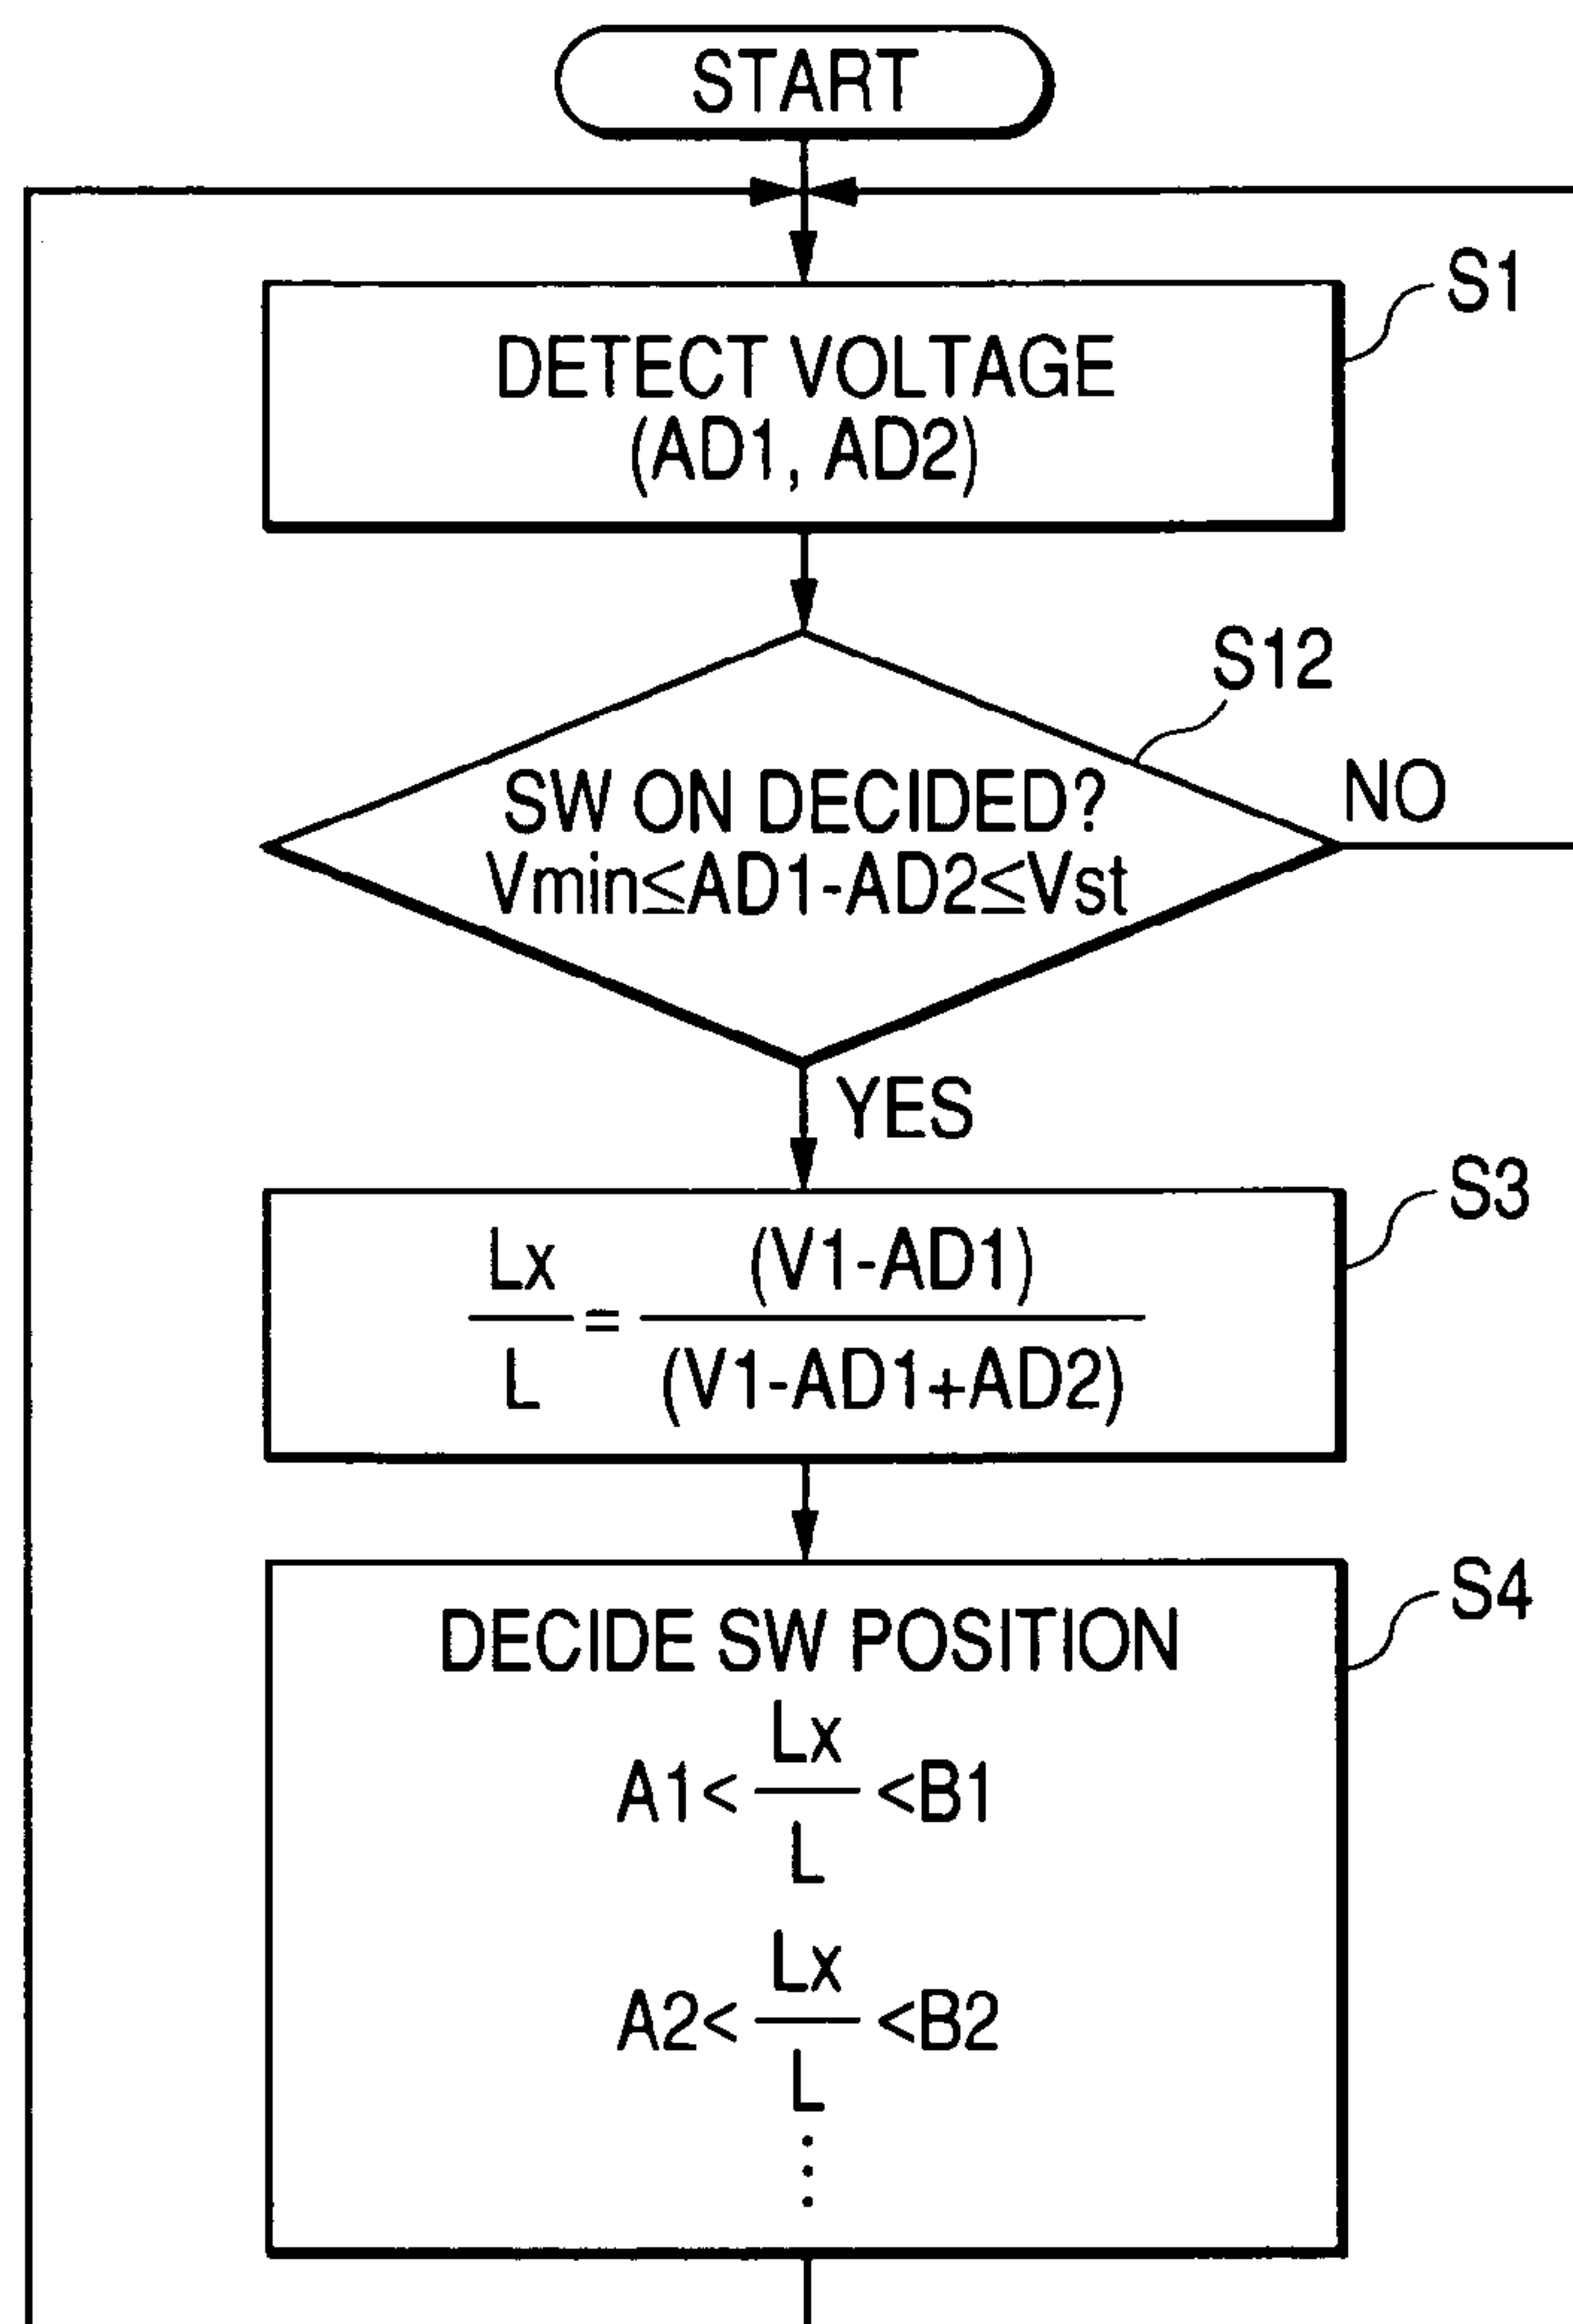 START
S1
DETECT VOLTAGE
(AD1, AD2)
S12
SW ON DECIDED?
NO
Vmin≤AD1-AD2≤Vst
YES
S3
Lx/L = (V1-AD1)/(V1-AD1+AD2)
S4
DECIDE SW POSITION
A1< Lx/L <B1
A2< Lx/L <B2
⋮